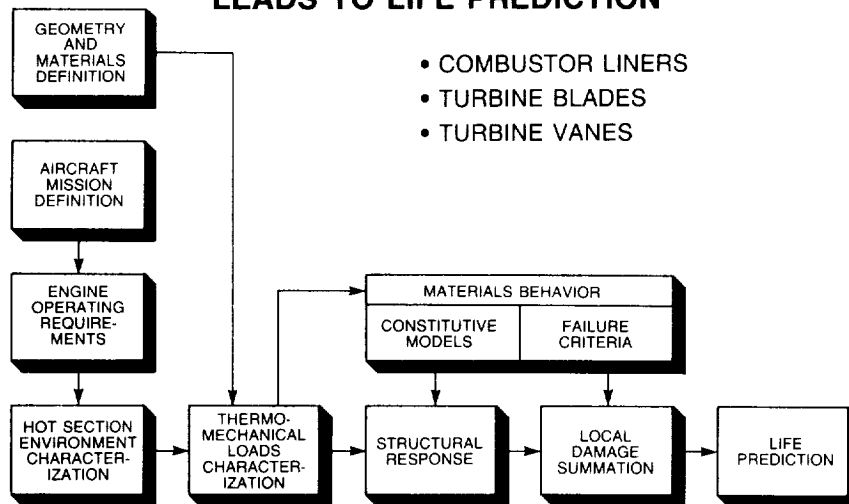 LEADS TO LIFE PREDICTION
GEOMETRY
AND
MATERIALS
DEFINITION
• COMBUSTOR LINERS
• TURBINE BLADES
• TURBINE VANES
AIRCRAFT
MISSION
DEFINITION
ENGINE
OPERATING
REQUIRE-
MENTS
MATERIALS BEHAVIOR
CONSTITUTIVE
MODELS
FAILURE
CRITERIA
HOT SECTION
ENVIRONMENT
CHARACTER-
IZATION
THERMO-
MECHANICAL
LOADS
CHARACTER-
IZATION
STRUCTURAL
RESPONSE
LOCAL
DAMAGE
SUMMATION
LIFE
PREDICTION